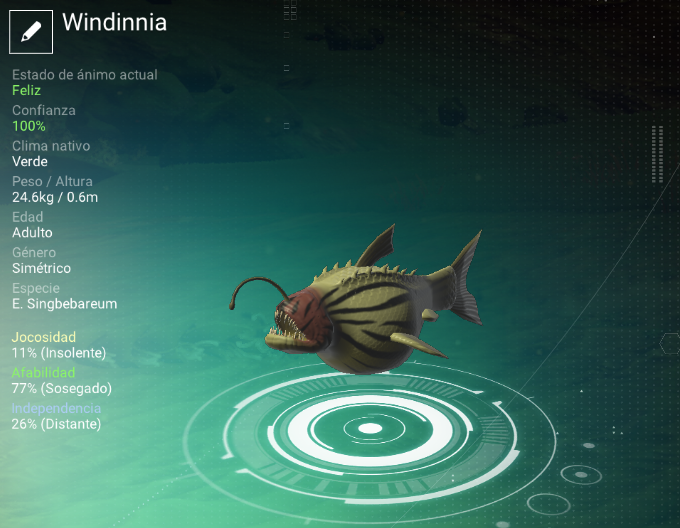 Windinnia
Estado de ánimo actual
Feliz
Confianza
100%
Clima nativo
Verde
Peso / Altura
24.6kg / 0.6m
Edad
Adulto
Género
Simétrico
Especie
E. Singbebareum
Jocosidad
11% (Insolente)
Afabilidad
77% (Sosegado)
Independencia
26% (Distante)